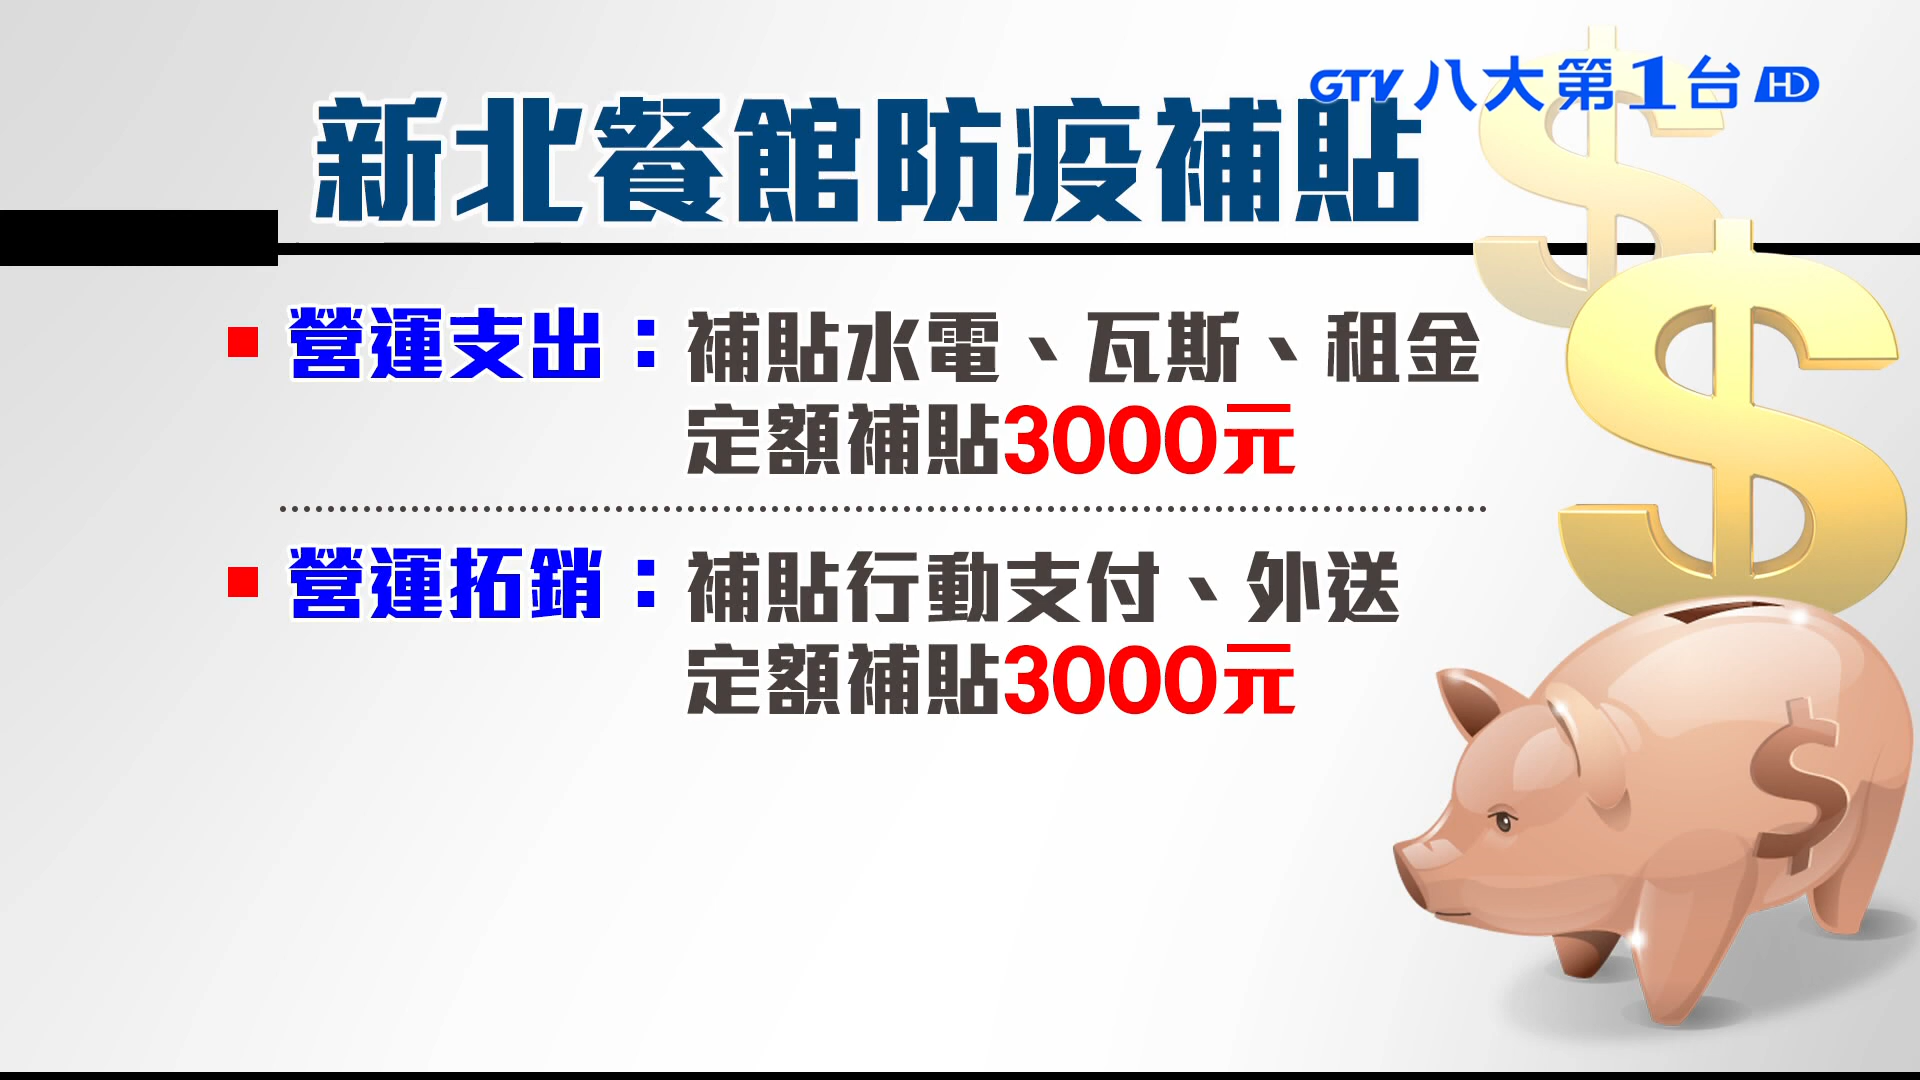 GTV 八大第1台 HD
新北餐館防疫補貼
營運支出：補貼水電、瓦斯、租金
定額補貼3000元
營運拓銷：補貼行動支付、外送
定額補貼3000元